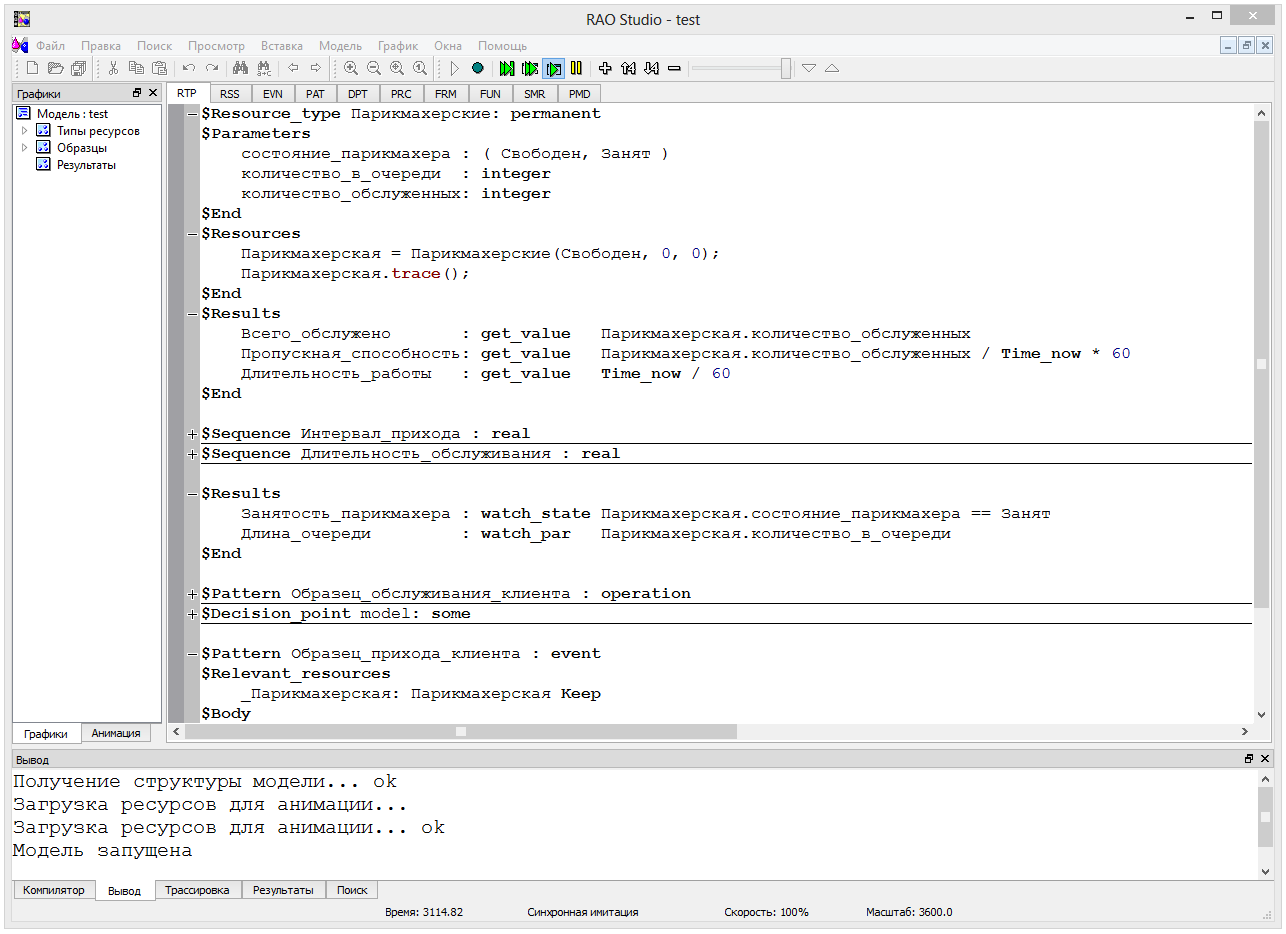 RAO Studio - test
Файл Правка Поиск Просмотр Вставка Модель График Окна Помощь
Графики
RTP RSS EVN PAT DPT PRC FRM FUN SMR PMD
Модель : test
Типы ресурсов
Образцы
Результаты
Графики Анимация
$Resource_type Парикмахерские: permanent
$Parameters
состояние_парикмахера : ( Свободен, Занят )
количество_в_очереди : integer
количество_обслуженных: integer
$End
$Resources
Парикмахерская = Парикмахерские(Свободен, 0, 0);
Парикмахерская.trace();
$End
$Results
Всего_обслужено : get_value Парикмахерская.количество_обслуженных
Пропускная_способность: get_value Парикмахерская.количество_обслуженных / Time_now * 60
Длительность_работы : get_value Time_now / 60
$End
$Sequence Интервал_прихода : real
$Sequence Длительность_обслуживания : real
$Results
Занятость_парикмахера : watch_state Парикмахерская.состояние_парикмахера == Занят
Длина_очереди : watch_par Парикмахерская.количество_в_очереди
$End
$Pattern Образец_обслуживания_клиента : operation
$Decision_point model: some
$Pattern Образец_прихода_клиента : event
$Relevant_resources
_Парикмахерская: Парикмахерская Keep
$Body
Вывод
Получение структуры модели... ok
Загрузка ресурсов для анимации...
Загрузка ресурсов для анимации... ok
Модель запущена
Компилятор Вывод Трассировка Результаты Поиск
Время: 3114.82 Синхронная имитация Скорость: 100% Масштаб: 3600.0